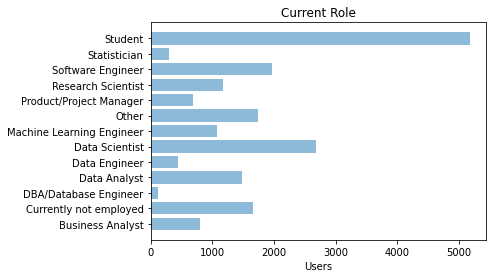 Current Role
Student
Statistician
Software Engineer
Research Scientist
Product/Project Manager
Other
Machine Learning Engineer
Data Scientist
Data Engineer
Data Analyst
DBA/Database Engineer
Currently not employed
Business Analyst
0 1000 2000 3000 4000 5000
Users